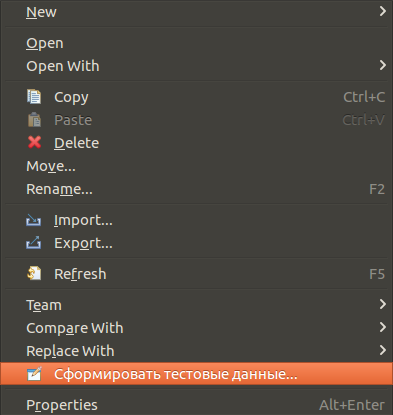 New
Open
Open With
Copy Ctrl+C
Paste Ctrl+V
Delete
Move...
Rename... F2
Import...
Export...
Refresh F5
Team
Compare With
Replace With
Сформировать тестовые данные...
Properties Alt+Enter